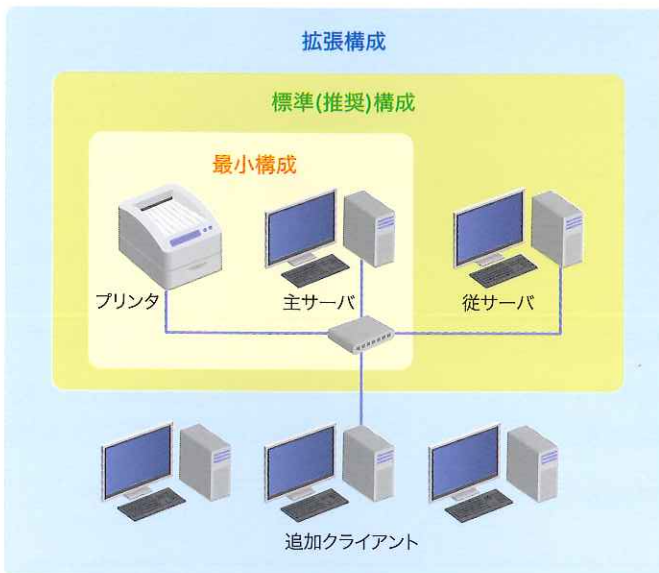 拡張構成
標準(推奨)構成
最小構成
プリンタ
主サーバ
従サーバ
追加クライアント